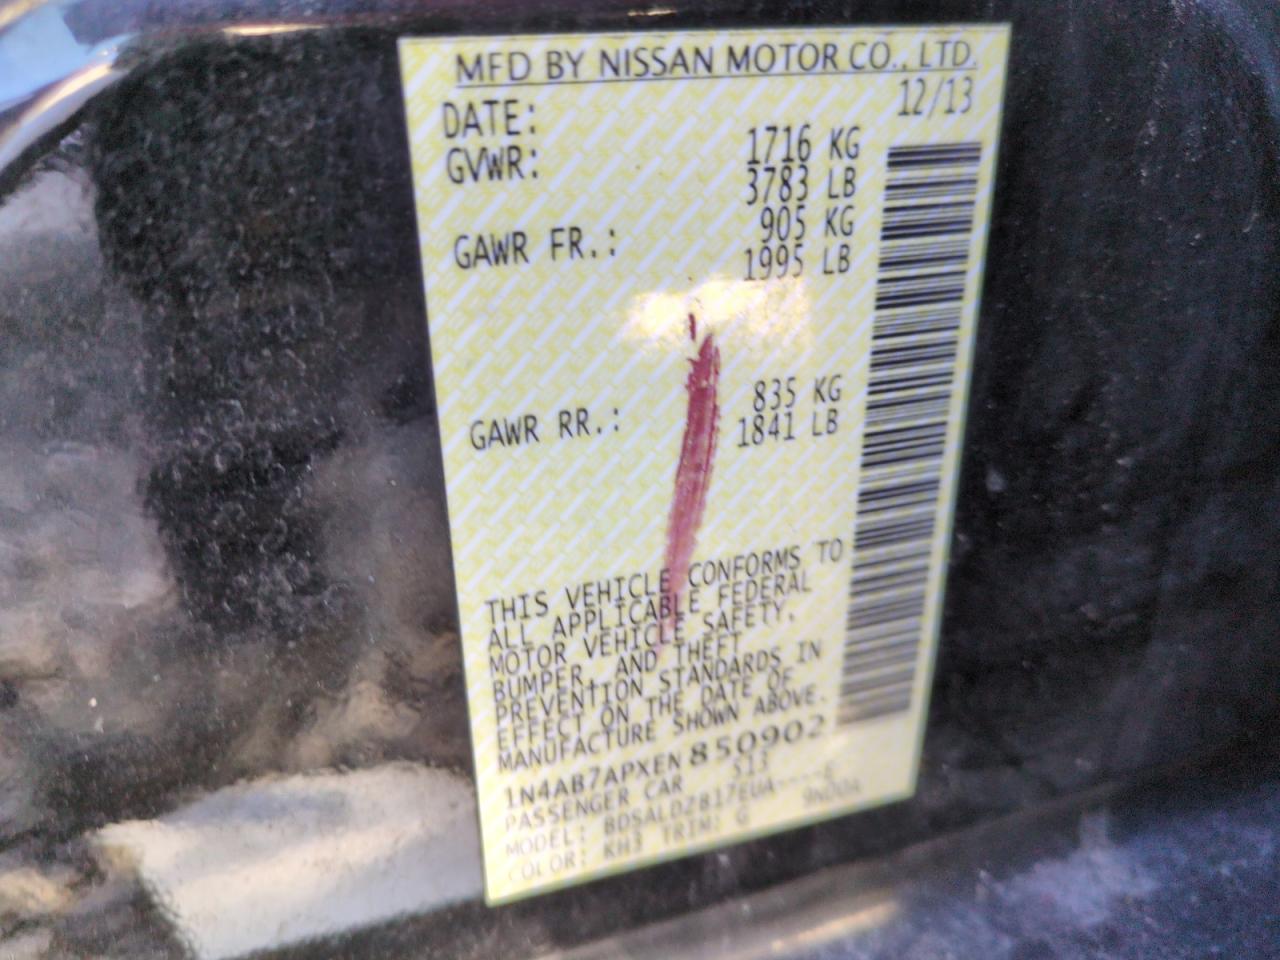 MFD BY NISSAN MOTOR CO., LTD.
DATE: 12/13
GVWR: 1716 KG
3783 LB
GAWR FR.: 905 KG
1995 LB
GAWR RR.: 835 KG
1841 LB
THIS VEHICLE CONFORMS TO
ALL APPLICABLE FEDERAL
MOTOR VEHICLE SAFETY,
BUMPER, AND THEFT
PREVENTION STANDARDS IN
EFFECT ON THE DATE OF
MANUFACTURE SHOWN ABOVE.
1N4AB7APXEN850902
PASSENGER CAR S13
MODEL:
COLOR: KH3 TRIM: G